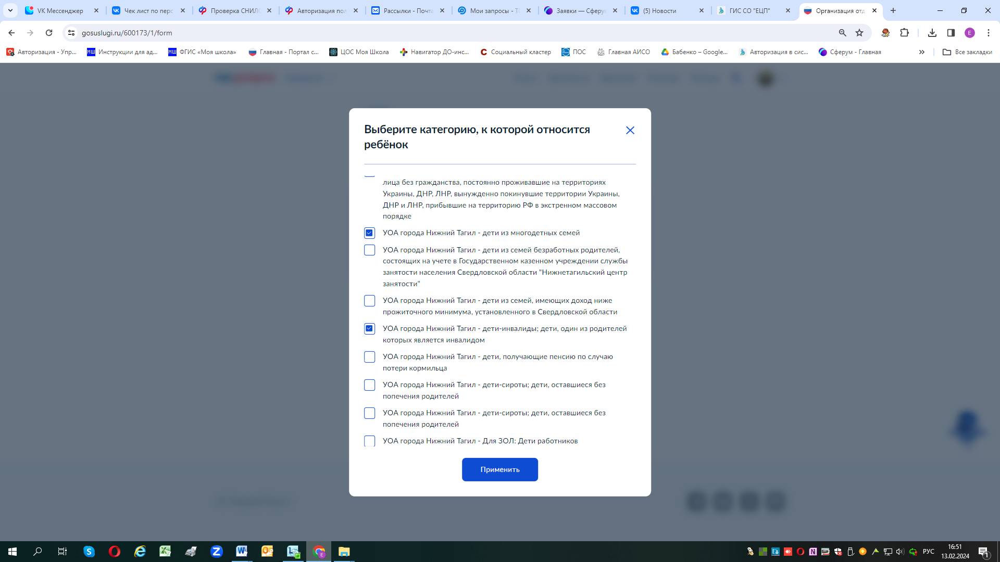 VK Мессенджер
Чек лист по перс
Проверка СНИЛС
Авторизация пол
Рассылки - Почта
Мои запросы - Т
Заявки — Сферу
(5) Новости
ГИС СО "ЕЦП"
Организация отд
gosuslugi.ru/600173/1/form
E
Авторизация - Упр...
МШ Инструкции для ад...
МШ ФГИС «Моя школа»
Главная - Портал с...
ЦОС Моя Школа
Навигатор ДО-инс...
Социальный кластер
ПОС
Главная АИСО
Бабенко – Google...
Авторизация в сис...
Сферум - Главная
Все закладки
Выберите категорию, к которой относится
ребёнок
лица без гражданства, постоянно проживавшие на территориях
Украины, ДНР, ЛНР, вынужденно покинувшие территории Украины,
ДНР и ЛНР, прибывшие на территорию РФ в экстренном массовом
порядке
УОА города Нижний Тагил - дети из многодетных семей
УОА города Нижний Тагил - дети из семей безработных родителей,
состоящих на учете в Государственном казенном учреждении службы
занятости населения Свердловской области "Нижнетагильский центр
занятости"
УОА города Нижний Тагил - дети из семей, имеющих доход ниже
прожиточного минимума, установленного в Свердловской области
УОА города Нижний Тагил - дети-инвалиды; дети, один из родителей
которых является инвалидом
УОА города Нижний Тагил - дети, получающие пенсию по случаю
потери кормильца
УОА города Нижний Тагил - дети-сироты; дети, оставшиеся без
попечения родителей
УОА города Нижний Тагил - дети-сироты; дети, оставшиеся без
попечения родителей
УОА города Нижний Тагил - Для ЗОЛ: Дети работников
Применить
РУС
16:51
13.02.2024
1